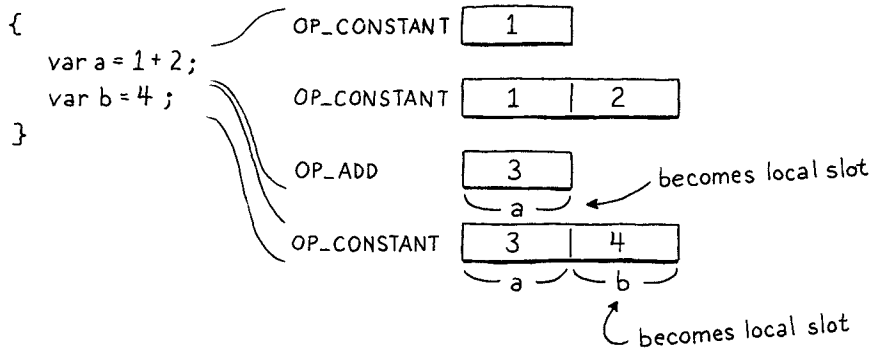 {
var a = 1 + 2;
var b = 4 ;
}
OP_CONSTANT 1
OP_CONSTANT 1 2
OP_ADD 3
a
becomes local slot
OP_CONSTANT 3 4
a b
becomes local slot